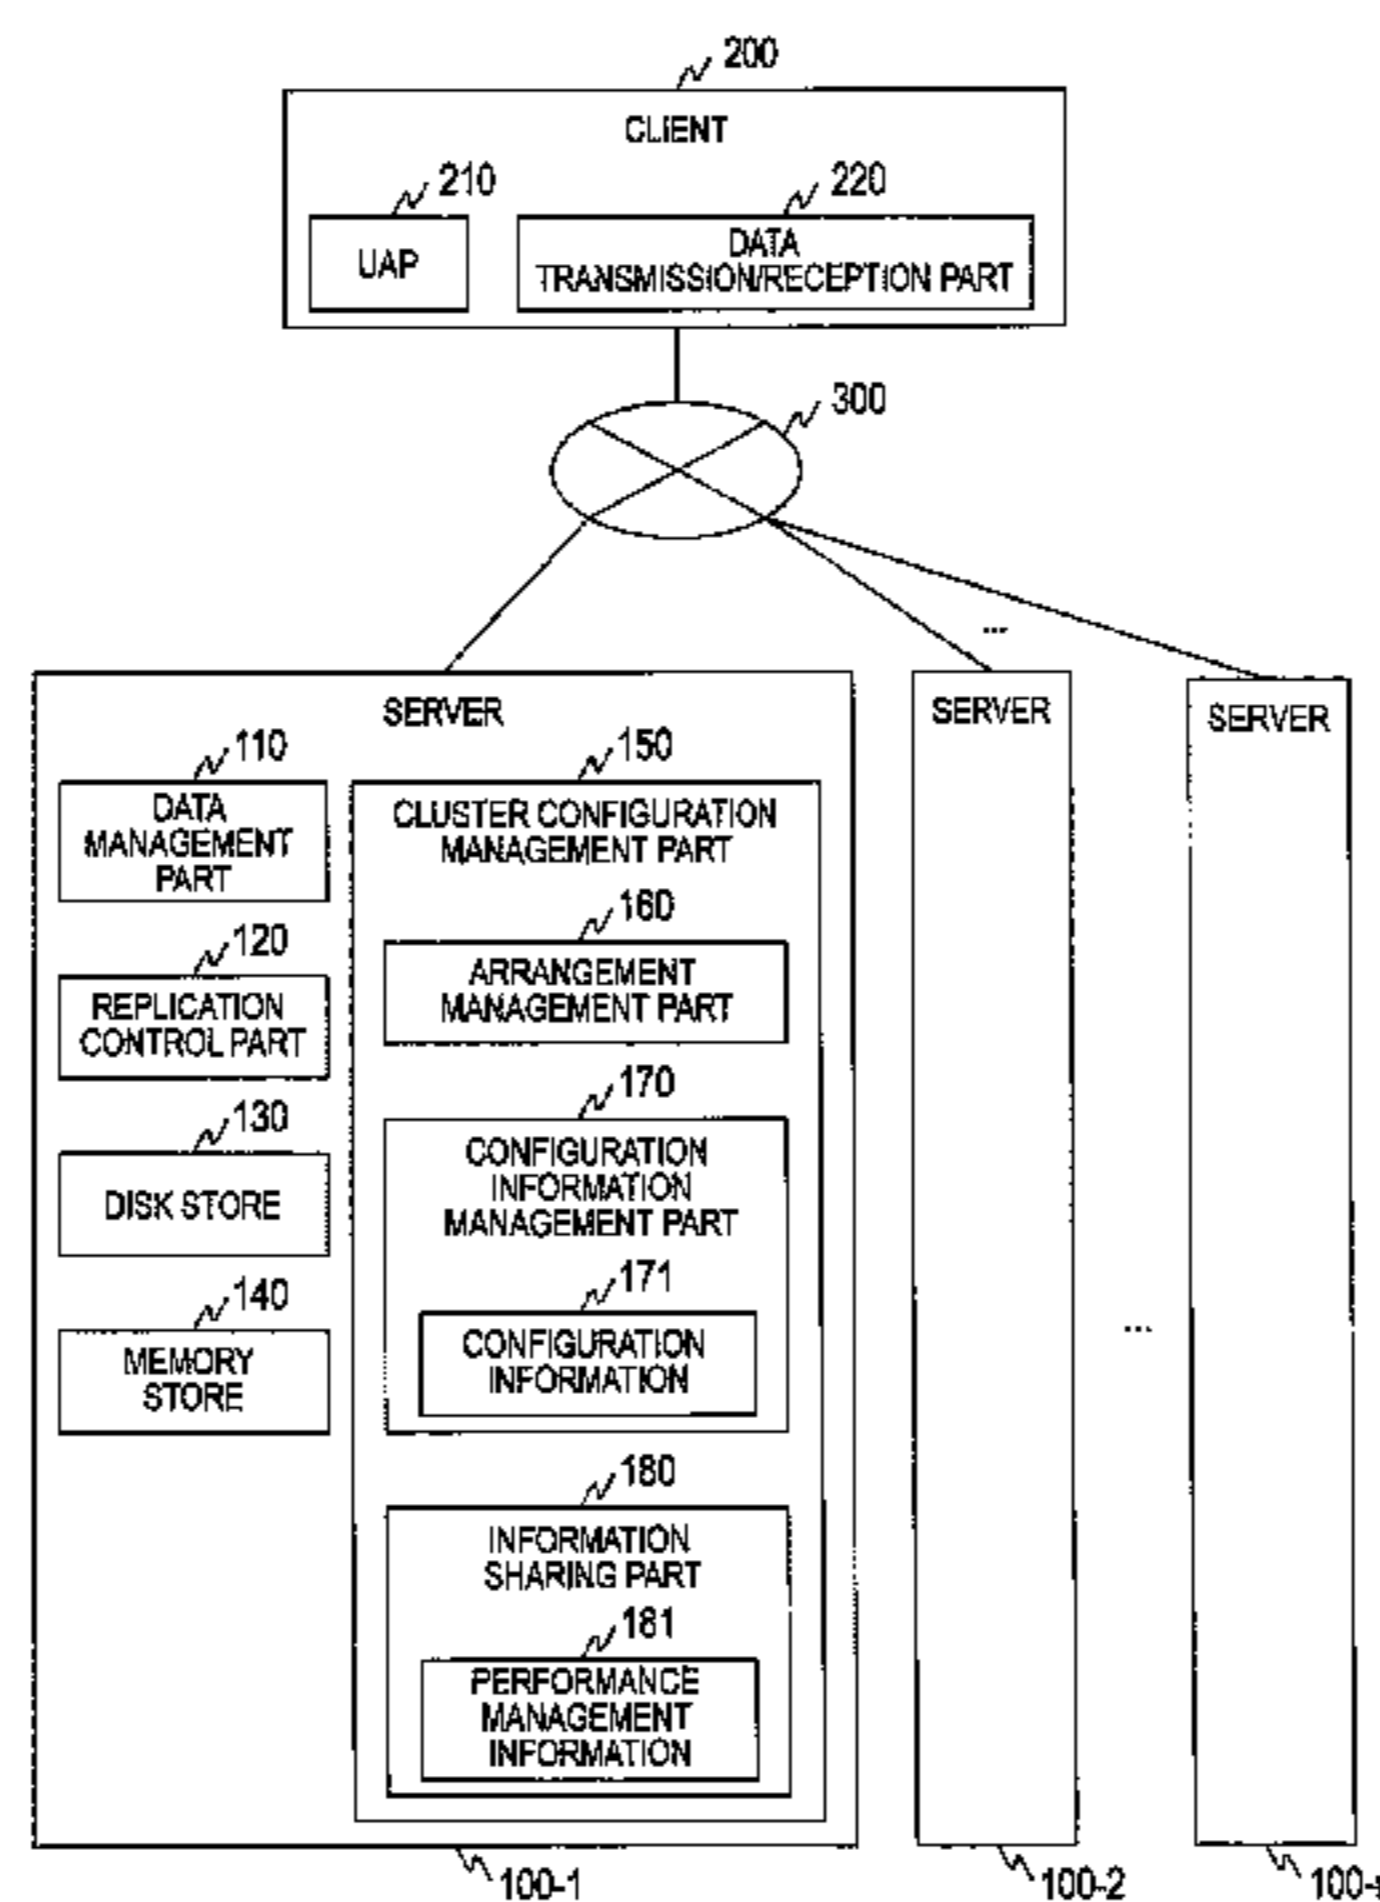 200
CLIENT
210
220
UAP
DATA
TRANSMISSION/RECEPTION PART
300
...
SERVER
SERVER
SERVER
110
150
DATA
MANAGEMENT
PART
CLUSTER CONFIGURATION
MANAGEMENT PART
120
160
REPLICATION
CONTROL PART
ARRANGEMENT
MANAGEMENT PART
130
170
DISK STORE
CONFIGURATION
INFORMATION
MANAGEMENT PART
140
171
MEMORY
STORE
CONFIGURATION
INFORMATION
...
180
INFORMATION
SHARING PART
181
PERFORMANCE
MANAGEMENT
INFORMATION
100-1
100-2